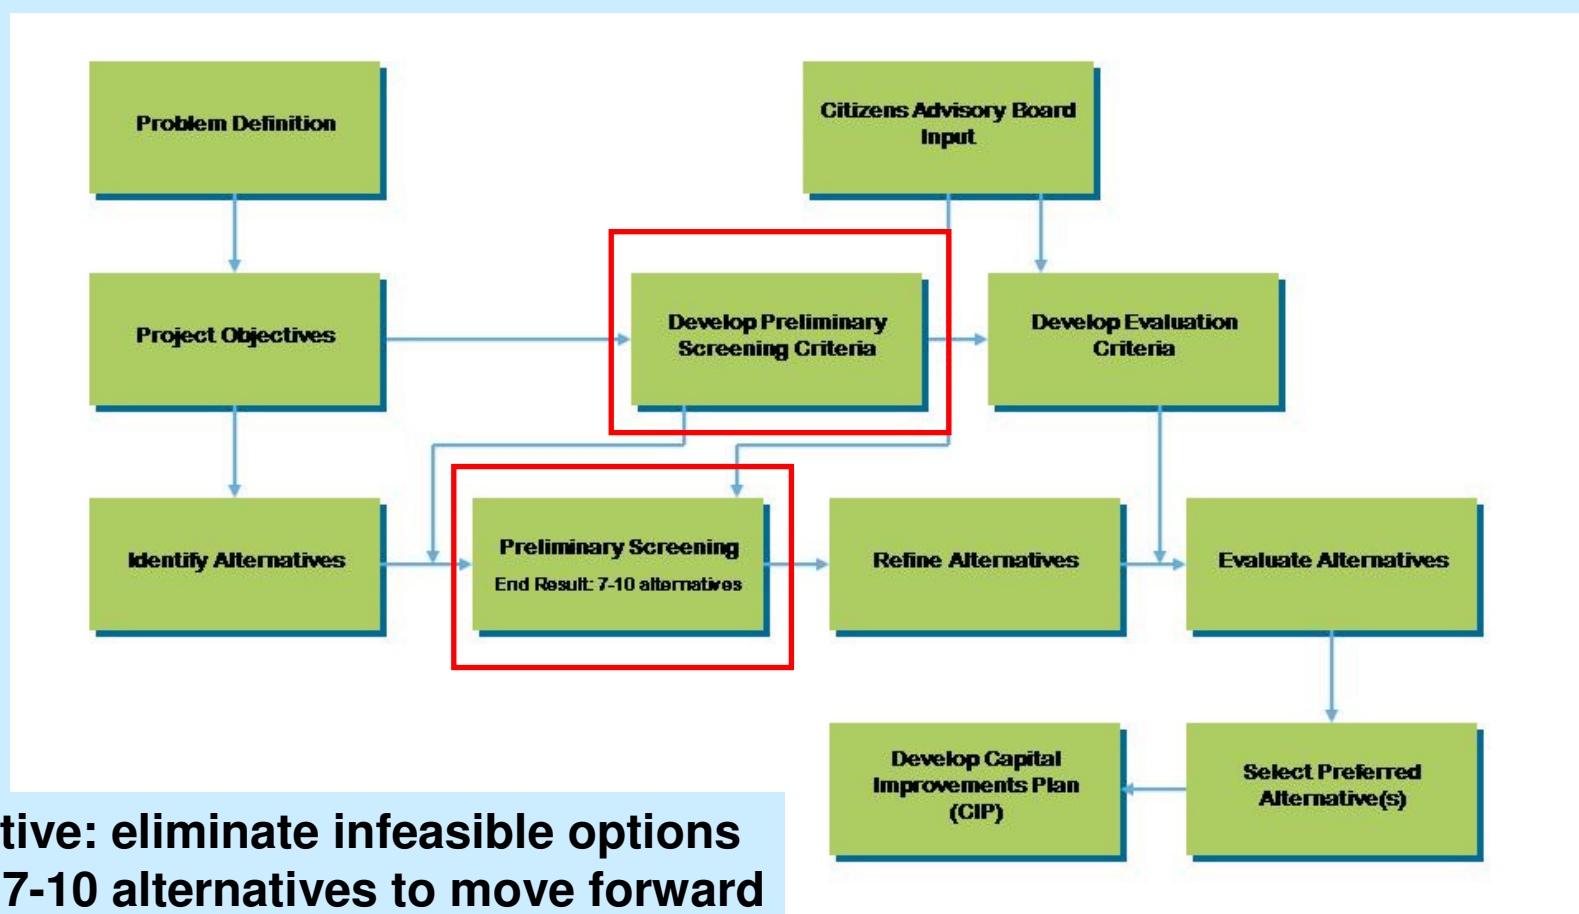 Problem Definition
Citizens Advisory Board
Input
Project Objectives
Develop Preliminary
Screening Criteria
Develop Evaluation
Criteria
Identify Alternatives
Preliminary Screening
End Result: 7-10 alternatives
Refine Alternatives
Evaluate Alternatives
Develop Capital
Improvements Plan
(CIP)
Select Preferred
Alternative(s)
tive: eliminate infeasible options
7-10 alternatives to move forward